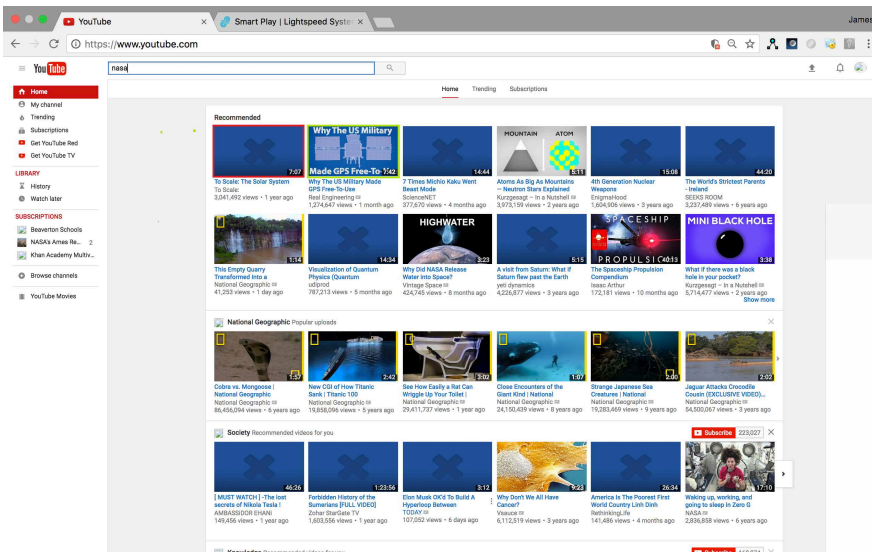 YouTube
Smart Play | Lightspeed System
James
https://www.youtube.com
YouTube
nasa
Home
Trending
Subscriptions
Home
My channel
Trending
Subscriptions
Get YouTube Red
Get YouTube TV
LIBRARY
History
Watch later
SUBSCRIPTIONS
Beaverton Schools
NASA's Ames Re... 2
Khan Academy Multiv...
Browse channels
YouTube Movies
Recommended
7:07
To Scale: The Solar System
To Scale:
3,041,492 views • 1 year ago
Why The US Military
Made GPS Free-To-
7:42
Why The US Military Made
GPS Free-To-Use
Real Engineering
1,274,647 views • 1 month ago
14:44
7 Times Michio Kaku Went
Beast Mode
ScienceNET
377,670 views • 4 months ago
MOUNTAIN ATOM
5:11
Atoms As Big As Mountains
— Neutron Stars Explained
Kurzgesagt – In a Nutshell
3,973,159 views • 2 years ago
15:08
4th Generation Nuclear
Weapons
EnigmaHood
1,604,906 views • 3 years ago
44:20
The World's Strictest Parents
- Ireland
SEEKS ROOM
3,237,489 views • 6 years ago
1:14
This Empty Quarry
Transformed Into a
National Geographic
41,253 views • 1 day ago
14:34
Visualization of Quantum
Physics (Quantum
udiprod
787,213 views • 5 months ago
HIGHWATER
3:23
Why Did NASA Release
Water into Space?
Vintage Space
424,745 views • 8 months ago
5:15
A visit from Saturn: What if
Saturn flew past the Earth
yeti dynamics
4,226,877 views • 3 years ago
SPACESHIP
PROPULSION
40:13
The Spaceship Propulsion
Compendium
Isaac Arthur
172,181 views • 10 months ago
MINI BLACK HOLE
3:38
What if there was a black
hole in your pocket?
Kurzgesagt – In a Nutshell
5,714,477 views • 2 years ago
Show more
National Geographic Popular uploads
1:57
Cobra vs. Mongoose |
National Geographic
National Geographic
86,456,094 views • 6 years ago
2:42
New CGI of How Titanic
Sank | Titanic 100
National Geographic
19,858,096 views • 5 years ago
3:02
See How Easily a Rat Can
Wriggle Up Your Toilet |
National Geographic
29,411,737 views • 1 year ago
1:07
Close Encounters of the
Giant Kind | National
National Geographic
24,150,439 views • 8 years ago
2:00
Strange Japanese Sea
Creatures | National
National Geographic
19,283,469 views • 9 years ago
2:02
Jaguar Attacks Crocodile
Cousin (EXCLUSIVE VIDEO)...
National Geographic
54,500,067 views • 3 years ago
Society Recommended videos for you
Subscribe 223,027
46:26
[ MUST WATCH ] -The lost
secrets of Nikola Tesla !
AMBASSDOR EHANI
149,456 views • 1 year ago
1:23:56
Forbidden History of the
Sumerians [FULL VIDEO]
Zohar StarGate TV
1,603,556 views • 1 year ago
3:12
Elon Musk OK'd To Build A
Hyperloop Between
TODAY
107,052 views • 6 days ago
9:23
Why Don't We All Have
Cancer?
Vsauce
6,112,519 views • 3 years ago
26:34
America Is The Poorest First
World Country Linh Dinh
RethinkingLife
141,486 views • 4 months ago
17:10
Waking up, working, and
going to sleep in Zero G
NASA
2,836,858 views • 6 years ago
Subscribe